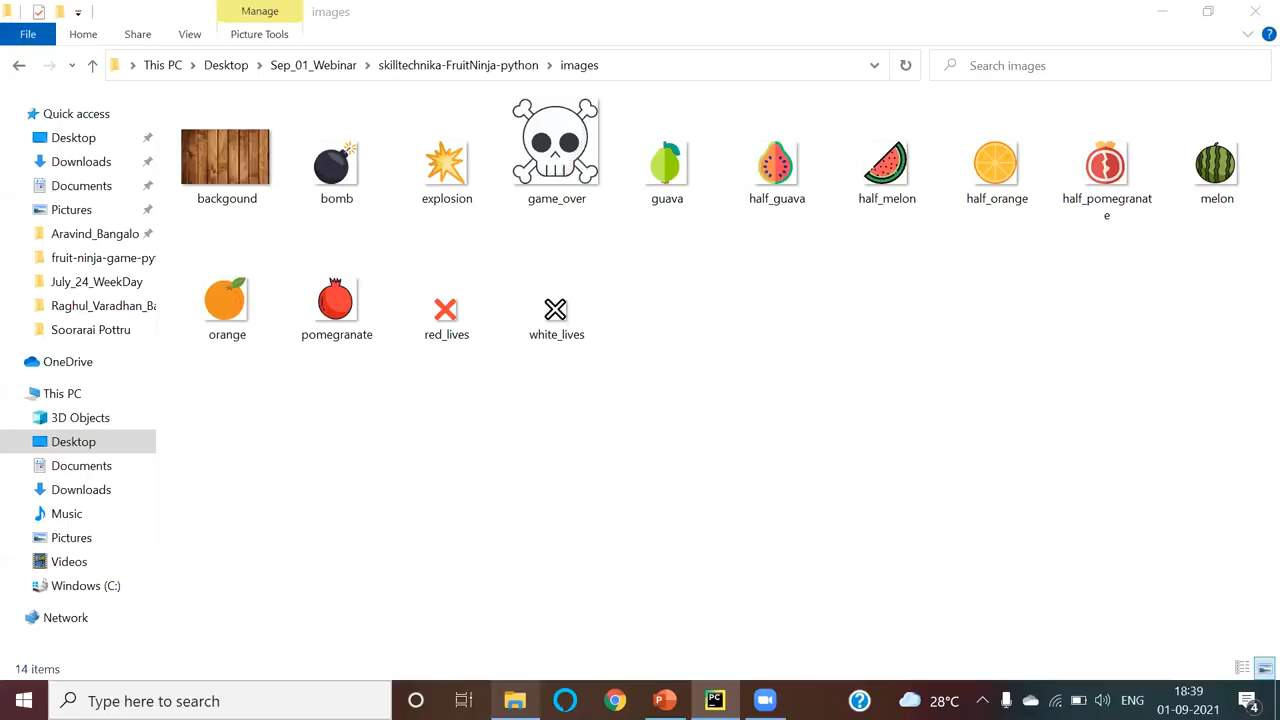 Manage
images
File
Home
Share
View
Picture Tools
This PC
Desktop
Sep_01_Webinar
skilltechnika-FruitNinja-python
images
Search images
Quick access
Desktop
Downloads
Documents
Pictures
Aravind_Bangalo
fruit-ninja-game-py
July_24_WeekDay
Raghul_Varadhan_Ba
Soorarai Pottru
OneDrive
This PC
3D Objects
Desktop
Documents
Downloads
Music
Pictures
Videos
Windows (C:)
Network
backgound
bomb
explosion
game_over
guava
half_guava
half_melon
half_orange
half_pomegranat
e
melon
orange
pomegranate
red_lives
white_lives
14 items
Type here to search
PC
28°C
ENG
18:39
01-09-2021
4